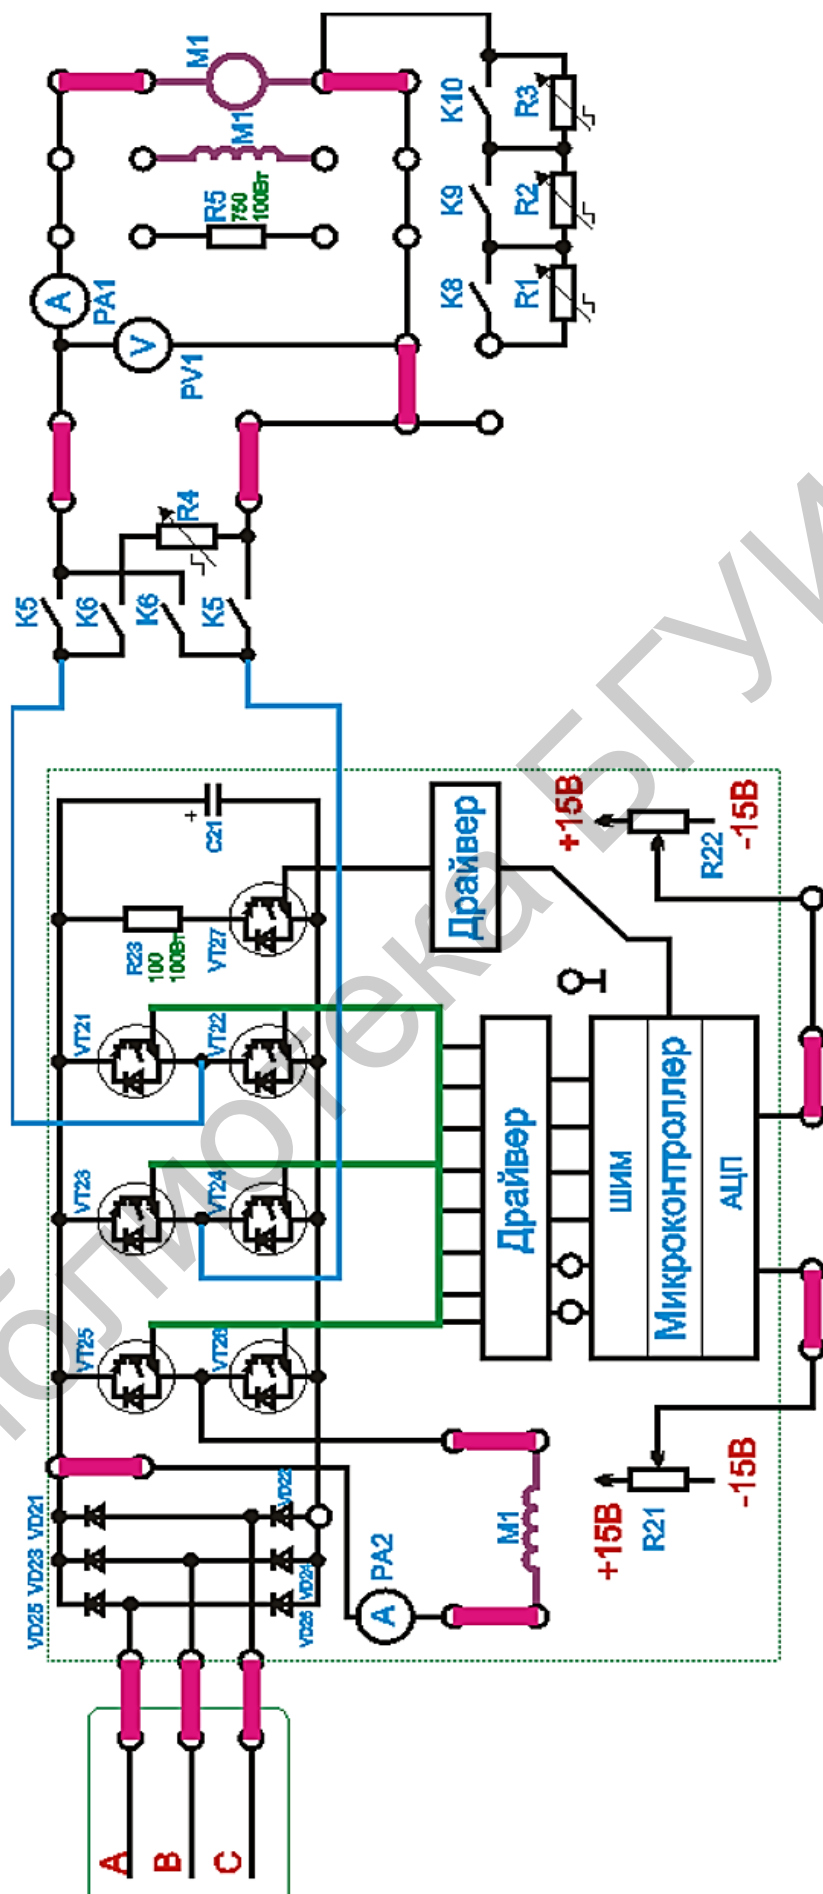 M1
M1
R5
750
100Вт
A
PA1
V
PV1
K10
K9
K8
R3
R2
R1
R4
K5
K6
K6
K5
+
C21
R23
100
100Вт
VT27
VT21
VT22
VT23
VT24
VT25
VT26
Драйвер
+15В
-15В
R22
Драйвер
ШИМ
Микроконтроллер
АЦП
+15В
-15В
R21
M1
A
PA2
VD21
VD23
VD25
VD22
VD24
VD26
A
B
C
Библиотека БГУИ